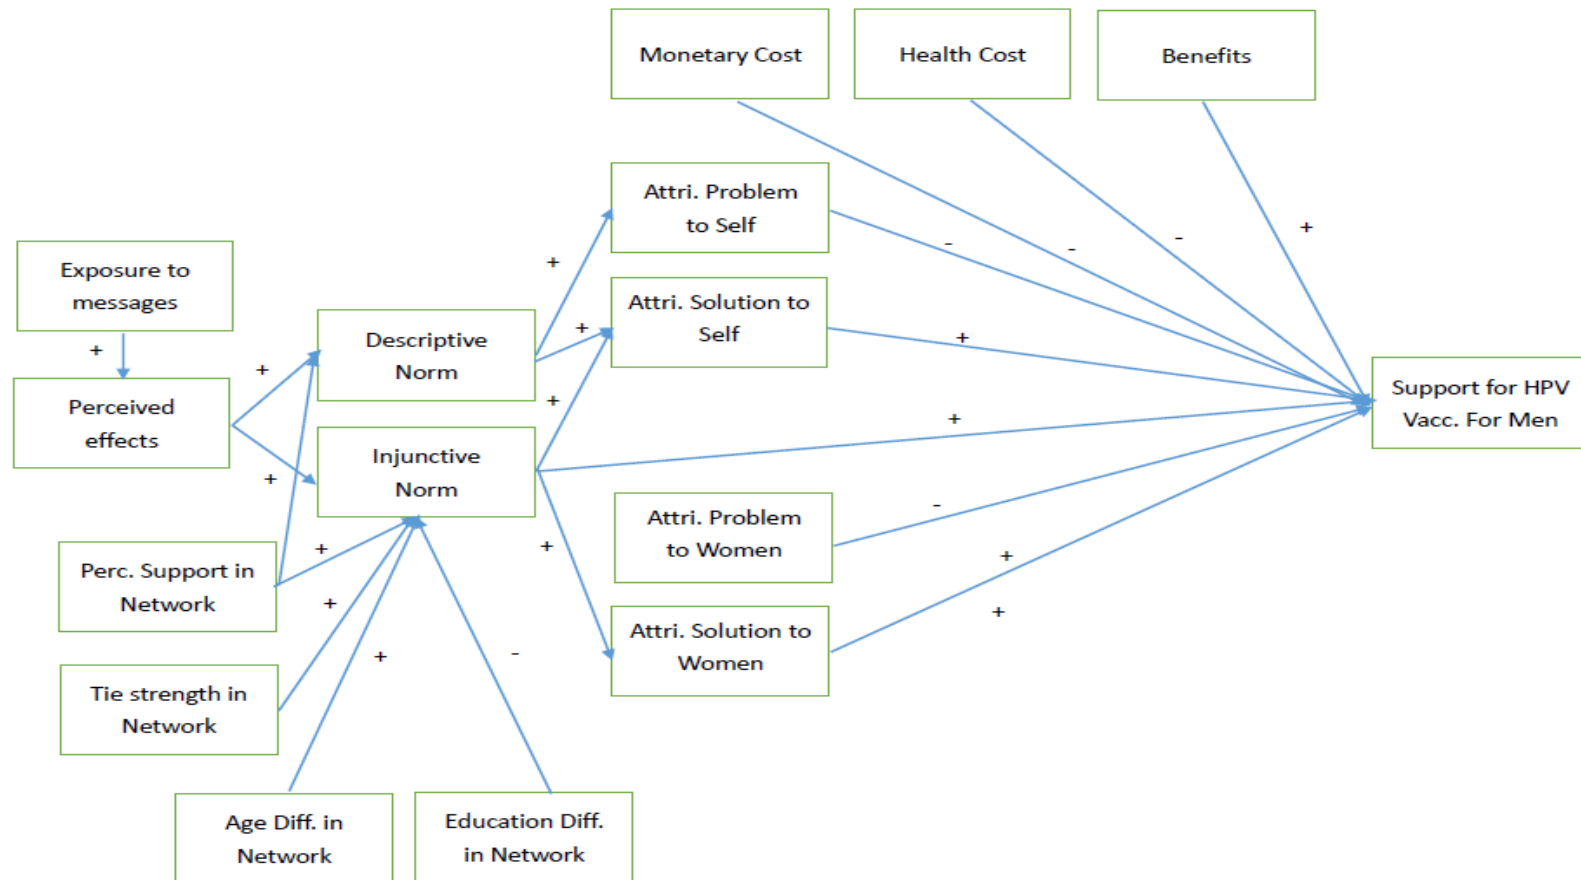 Monetary Cost
Health Cost
Benefits
Attri. Problem
to Self
-
-
-
+
Exposure to
messages
+
Attri. Solution to
Self
+
+
+
Descriptive
Norm
+
Perceived
effects
+
+
Support for HPV
Vacc. For Men
Injunctive
Norm
+
+
Attri. Problem
to Women
-
+
+
+
Perc. Support in
Network
+
+
Attri. Solution to
Women
+
-
Tie strength in
Network
Age Diff. in
Network
Education Diff.
in Network